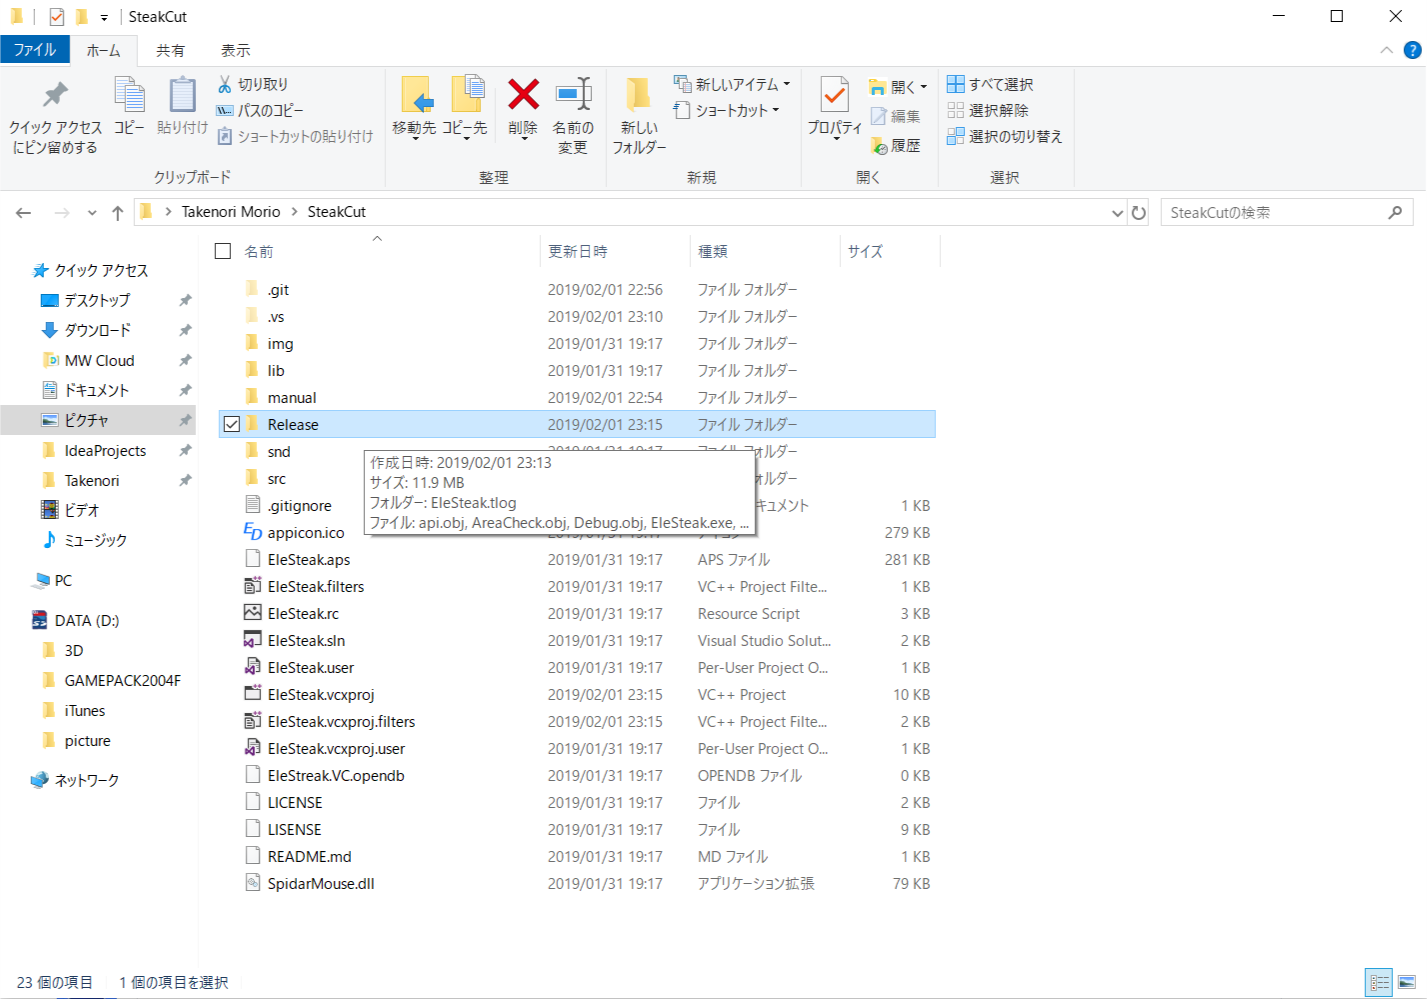 SteakCut
ファイル ホーム 共有 表示
クイック アクセス
にピン留めする
コピー
貼り付け
切り取り
パスのコピー
ショートカットの貼り付け
クリップボード
移動先
コピー先
削除
名前の
変更
整理
新しい
フォルダー
新しいアイテム
ショートカット
新規
プロパティ
開く
編集
履歴
開く
すべて選択
選択解除
選択の切り替え
選択
Takenori Morio SteakCut
SteakCutの検索
クイック アクセス
デスクトップ
ダウンロード
MW Cloud
ドキュメント
ピクチャ
IdeaProjects
Takenori
ビデオ
ミュージック
PC
DATA (D:)
3D
GAMEPACK2004F
iTunes
picture
ネットワーク
名前 更新日時 種類 サイズ
.git 2019/02/01 22:56 ファイル フォルダー
.vs 2019/02/01 23:10 ファイル フォルダー
img 2019/01/31 19:17 ファイル フォルダー
lib 2019/01/31 19:17 ファイル フォルダー
manual 2019/02/01 22:54 ファイル フォルダー
Release 2019/02/01 23:15 ファイル フォルダー
snd
src
.gitignore 1 KB
appicon.ico 279 KB
作成日時: 2019/02/01 23:13
サイズ: 11.9 MB
フォルダー: EleSteak.tlog
ファイル: api.obj, AreaCheck.obj, Debug.obj, EleSteak.exe, ...
EleSteak.aps 2019/01/31 19:17 APS ファイル 281 KB
EleSteak.filters 2019/01/31 19:17 VC++ Project Filte... 1 KB
EleSteak.rc 2019/01/31 19:17 Resource Script 3 KB
EleSteak.sln 2019/01/31 19:17 Visual Studio Solut... 2 KB
EleSteak.user 2019/01/31 19:17 Per-User Project O... 1 KB
EleSteak.vcxproj 2019/02/01 23:15 VC++ Project 10 KB
EleSteak.vcxproj.filters 2019/02/01 23:15 VC++ Project Filte... 2 KB
EleSteak.vcxproj.user 2019/01/31 19:17 Per-User Project O... 1 KB
EleStreak.VC.opendb 2019/01/31 19:17 OPENDB ファイル 0 KB
LICENSE 2019/01/31 19:17 ファイル 2 KB
LISENSE 2019/01/31 19:17 ファイル 9 KB
README.md 2019/01/31 19:17 MD ファイル 1 KB
SpidarMouse.dll 2019/01/31 19:17 アプリケーション拡張 79 KB
23 個の項目 1 個の項目を選択